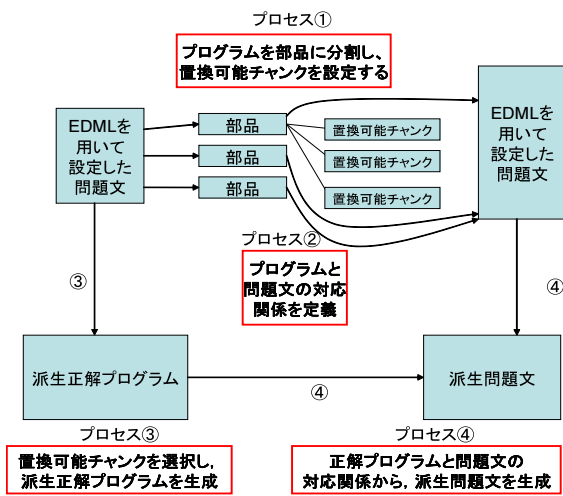 プロセス①
プログラムを部品に分割し、
置換可能チャンクを設定する
EDMLを
用いて
設定した
問題文
部品
部品
部品
置換可能チャンク
置換可能チャンク
置換可能チャンク
EDMLを
用いて
設定した
問題文
プロセス②
プログラムと
問題文の対応
関係を定義
③
④
派生正解プログラム
④
派生問題文
プロセス③
置換可能チャンクを選択し,
派生正解プログラムを生成
プロセス④
正解プログラムと問題文の
対応関係から,派生問題文を生成